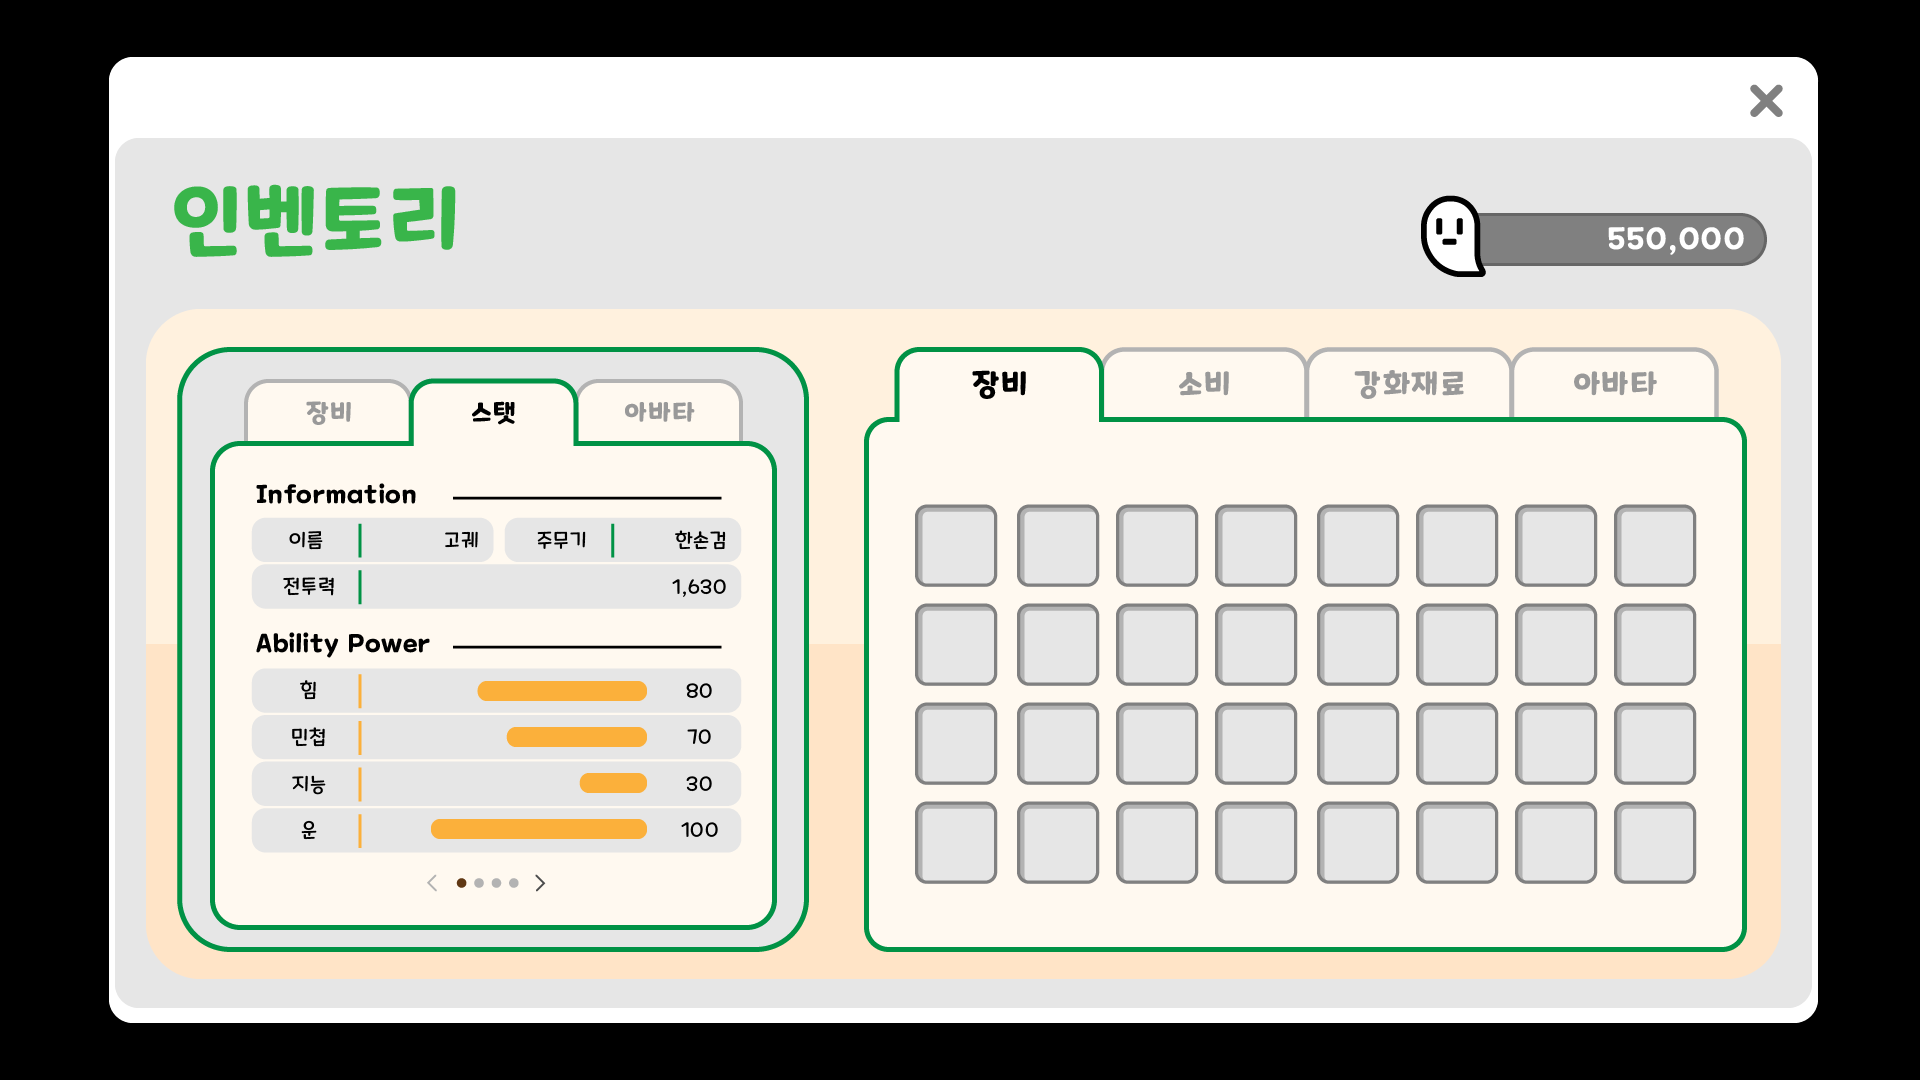 인벤토리
550,000
장비 스탯 아바타
Information
이름 고궤 주무기 한손검
전투력 1,630
Ability Power
힘 80
민첩 70
지능 30
운 100
장비 소비 강화재료 아바타